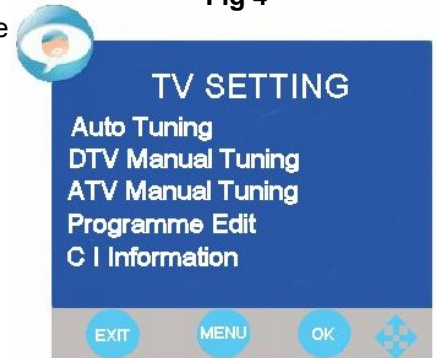 Fig 4
e
TV SETTING
Auto Tuning
DTV Manual Tuning
ATV Manual Tuning
Programme Edit
C I Information
EXIT MENU OK